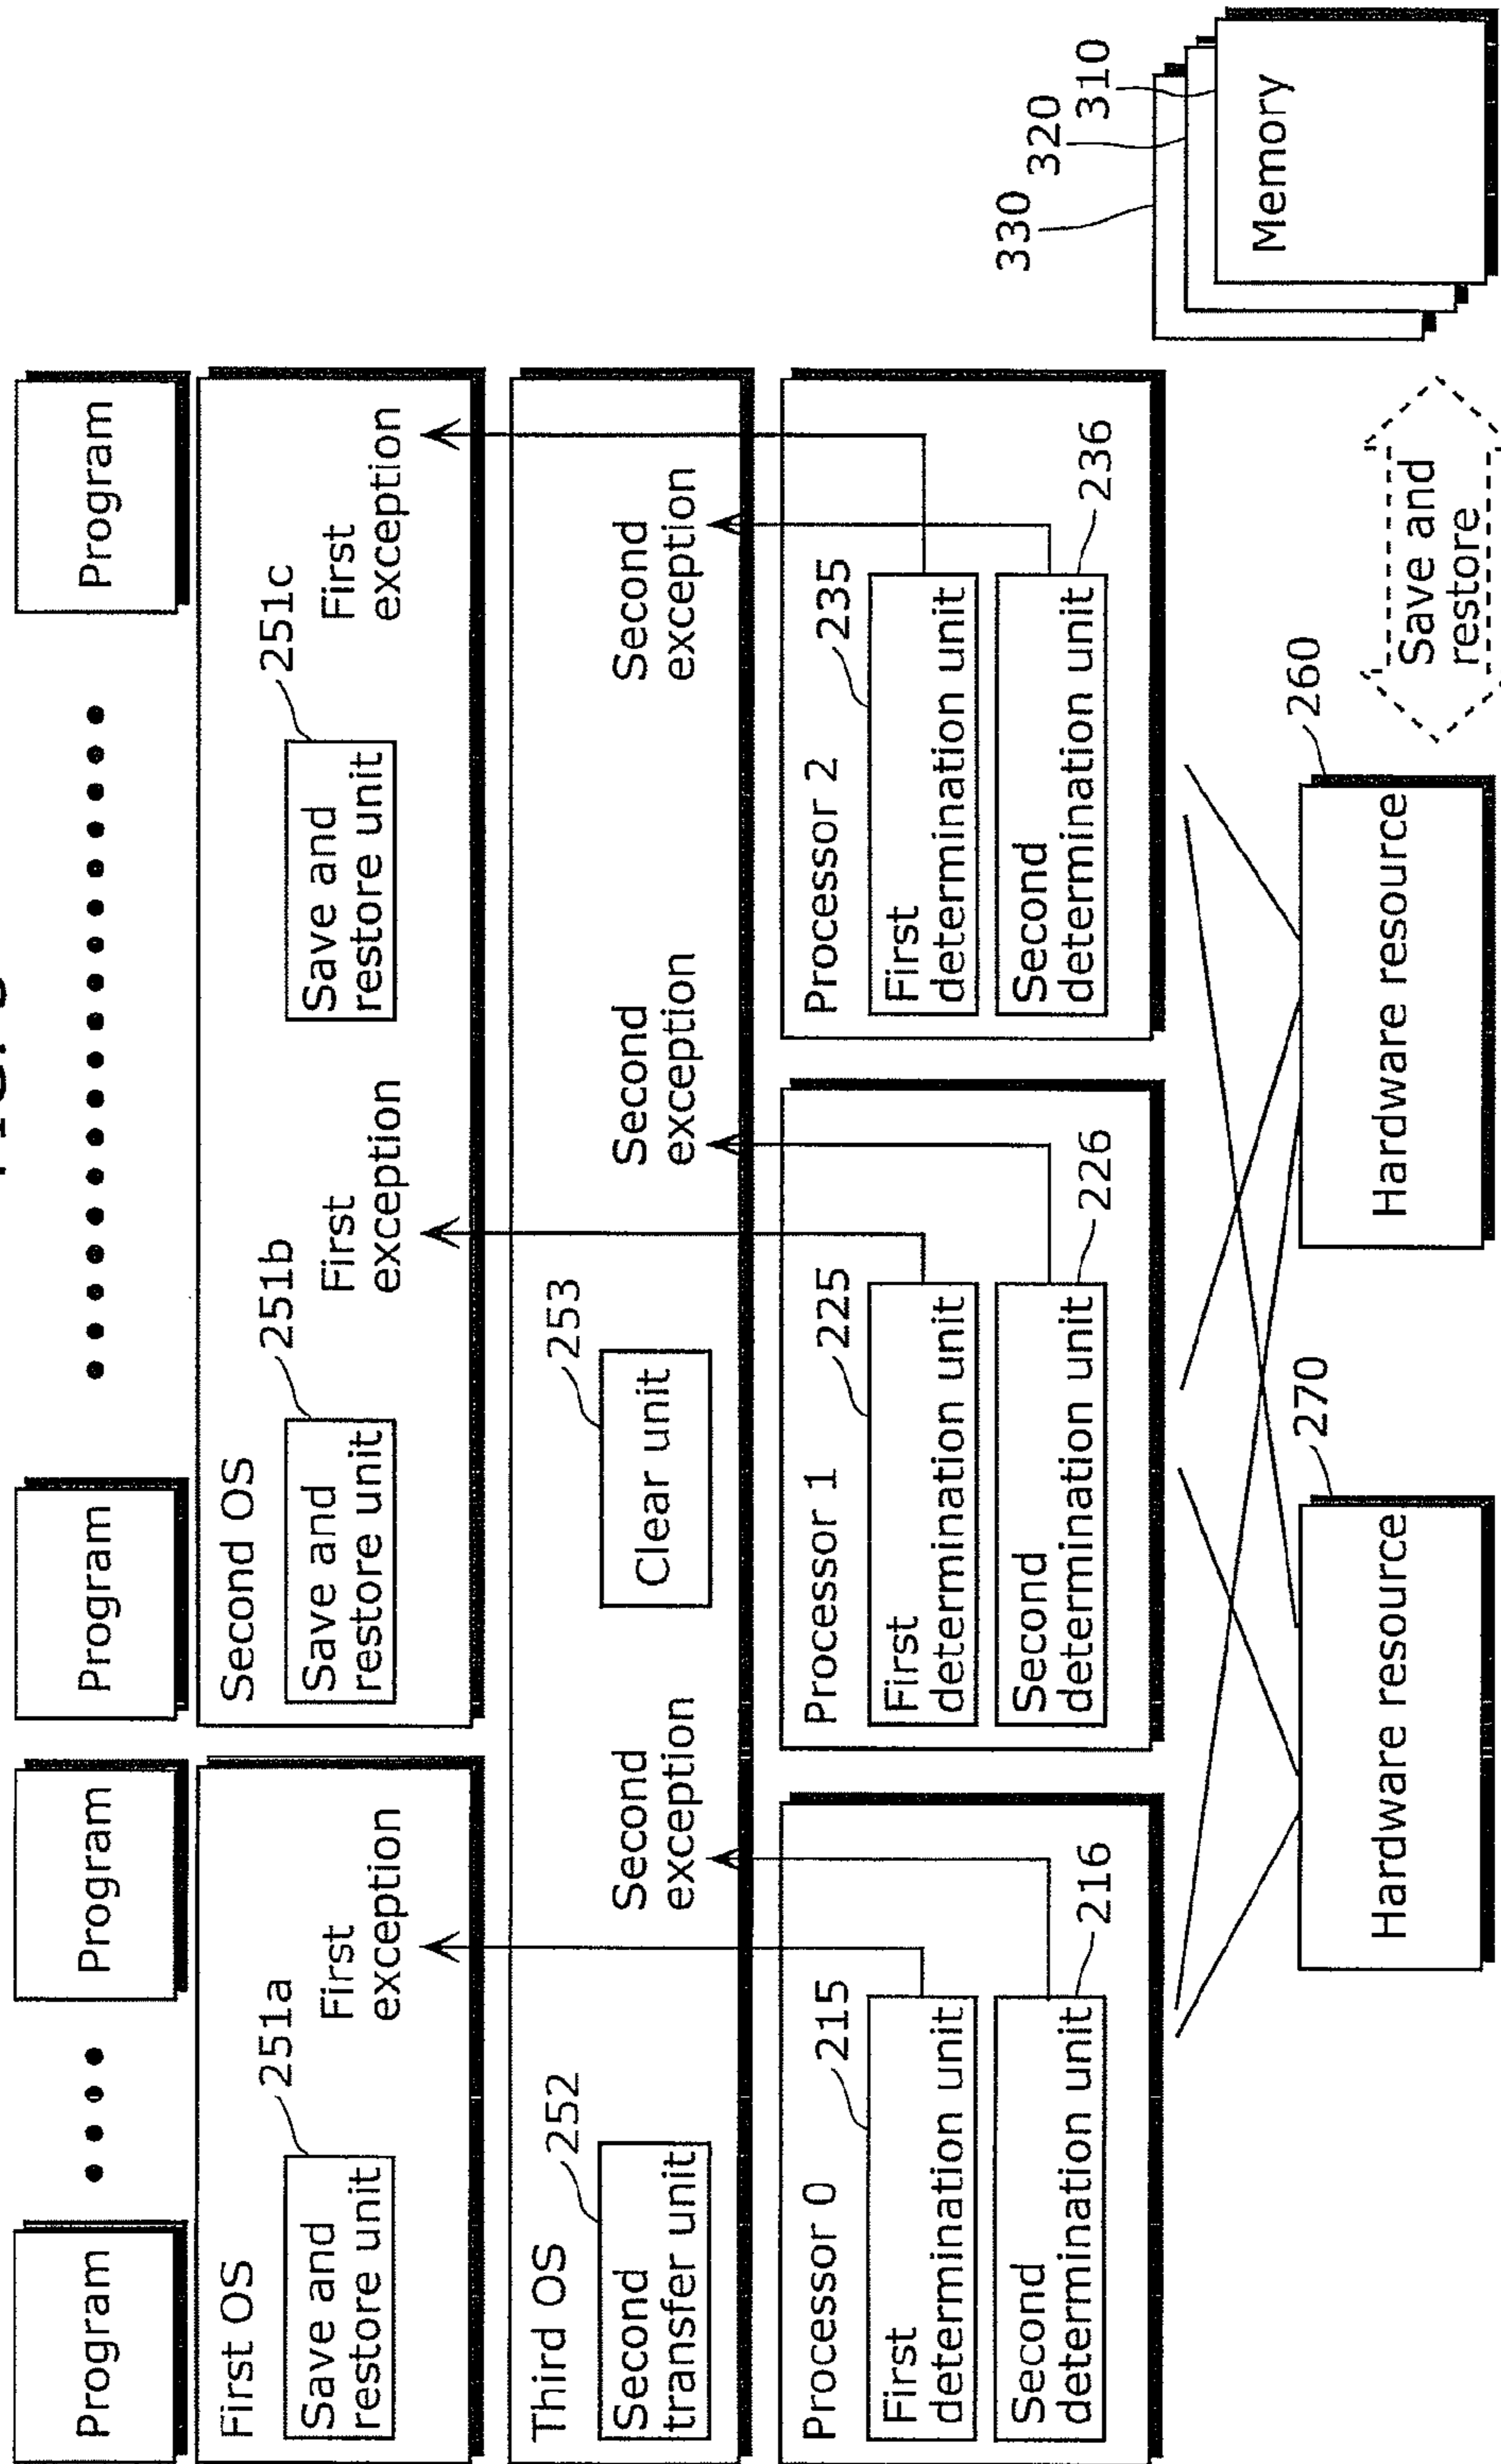 Program
Program
Program
Program
First OS
251a
Save and
restore unit
First
exception
Second OS
251b
Save and
restore unit
First
exception
251c
Save and
restore unit
First
exception
Third OS
252
Second
transfer unit
Second
exception
253
Clear unit
Second
exception
Second
exception
Processor 0
215
First
determination unit
Second
determination unit
216
Processor 1
225
First
determination unit
Second
determination unit
226
Processor 2
235
First
determination unit
Second
determination unit
236
270
Hardware resource
260
Hardware resource
Save and
restore
330
320
310
Memory